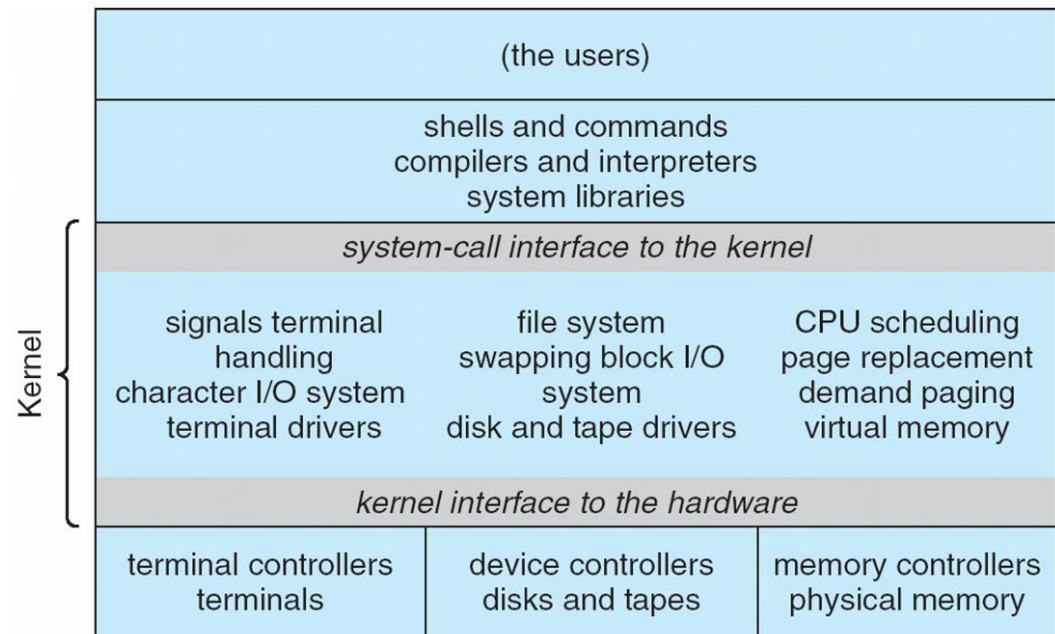 (the users)
shells and commands
compilers and interpreters
system libraries
Kernel
system-call interface to the kernel
signals terminal
handling
character I/O system
terminal drivers
file system
swapping block I/O
system
disk and tape drivers
CPU scheduling
page replacement
demand paging
virtual memory
kernel interface to the hardware
terminal controllers
terminals
device controllers
disks and tapes
memory controllers
physical memory